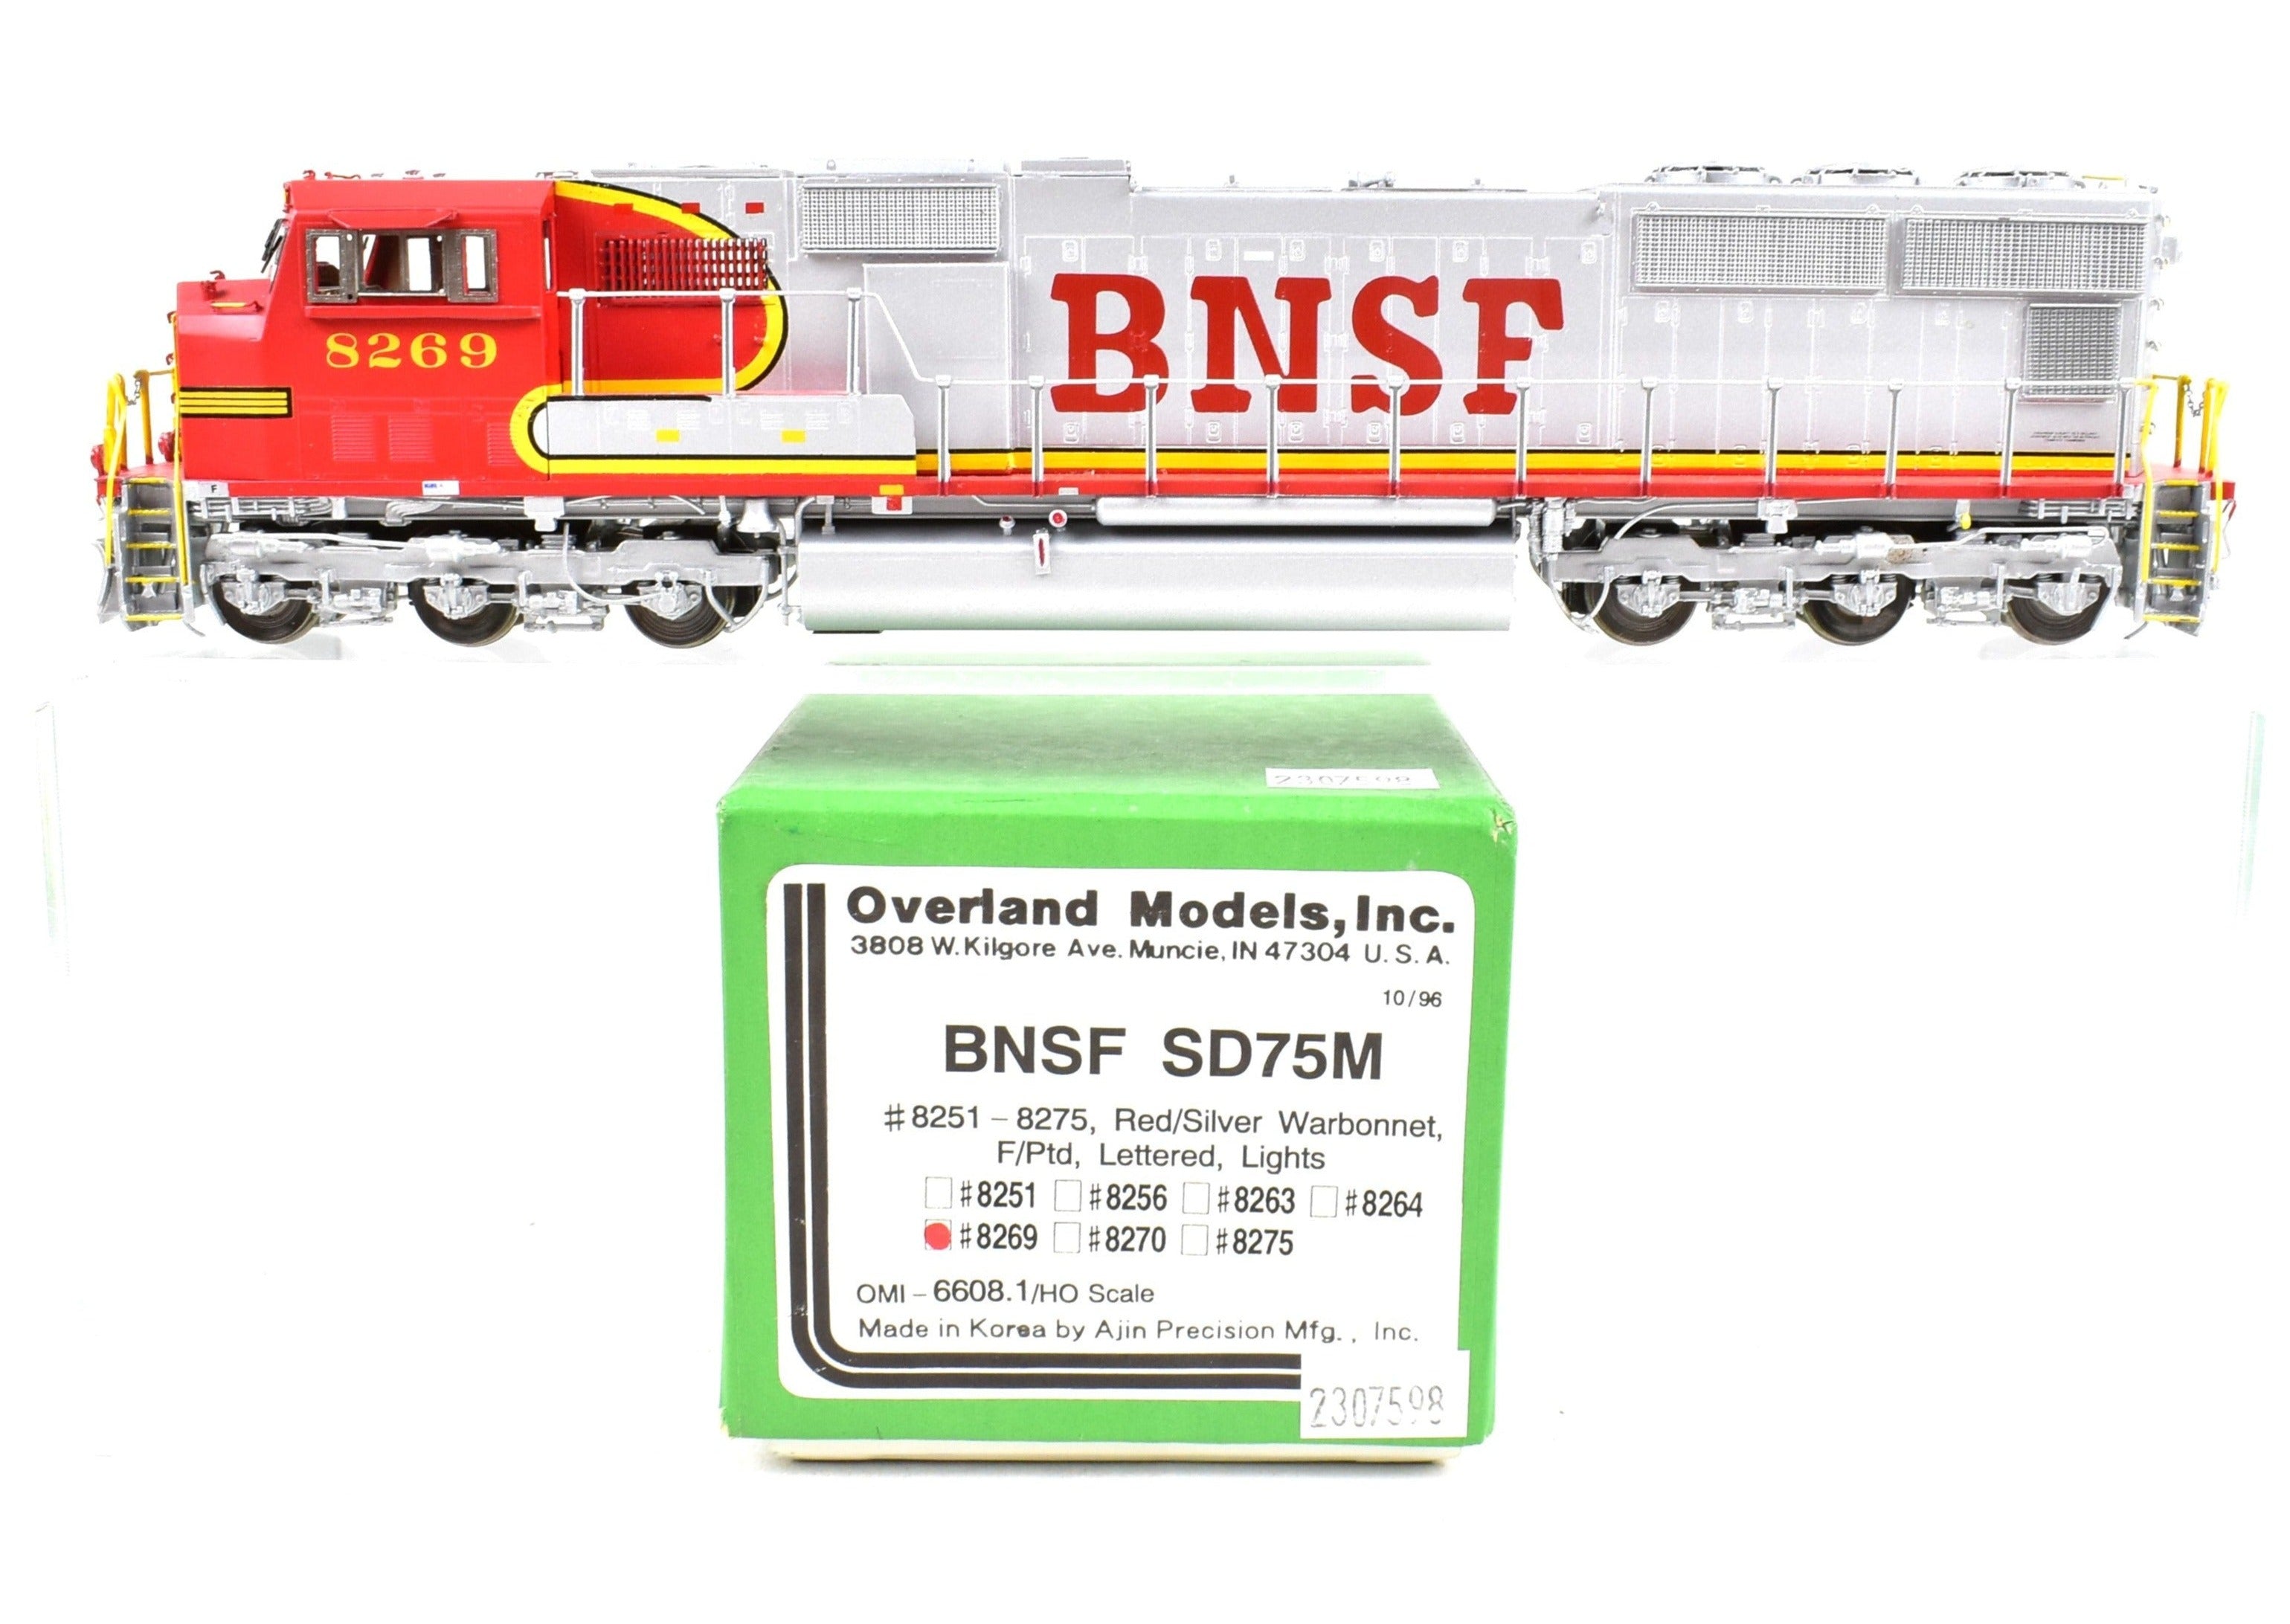 8269
BNSF
F
2307598
Overland Models, Inc.
3808 W. Kilgore Ave. Muncie, IN 47304 U.S.A.
10/96
BNSF SD75M
#8251 – 8275, Red/Silver Warbonnet,
F/Ptd, Lettered, Lights
#8251 #8256 #8263 #8264
#8269 #8270 #8275
OMI – 6608.1/HO Scale
Made in Korea by Ajin Precision Mfg., Inc.
2307598